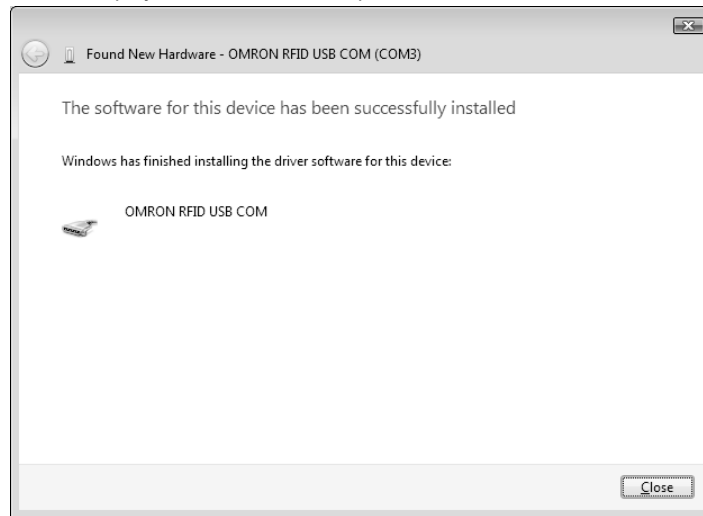 Found New Hardware - OMRON RFID USB COM (COM3)
The software for this device has been successfully installed
Windows has finished installing the driver software for this device:
OMRON RFID USB COM
Close